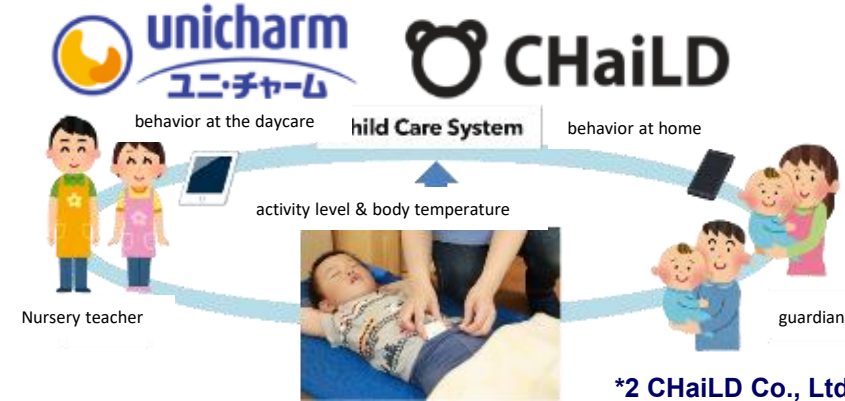 unicharm
ユニ・チャーム
CHaiLD
behavior at the daycare
hild Care System
behavior at home
activity level & body temperature
Nursery teacher
guardian
*2 CHaiLD Co., Ltd